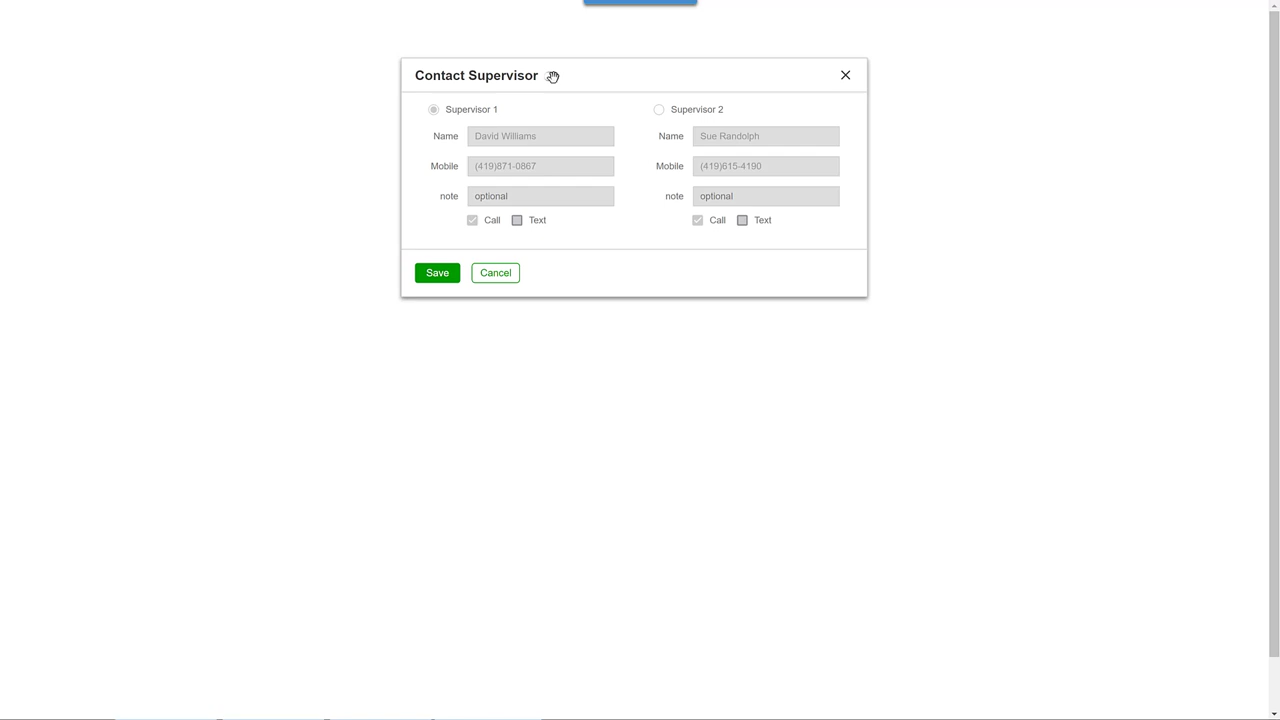 Contact Supervisor
Supervisor 1 Supervisor 2
Name David Williams Name Sue Randolph
Mobile (419)871-0867 Mobile (419)615-4190
note optional note optional
Call Text Call Text
Save Cancel